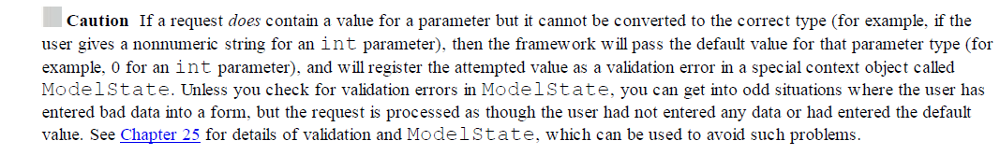 Caution If a request does contain a value for a parameter but it cannot be converted to the correct type (for example, if the
user gives a nonnumeric string for an int parameter), then the framework will pass the default value for that parameter type (for
example, 0 for an int parameter), and will register the attempted value as a validation error in a special context object called
ModelState. Unless you check for validation errors in ModelState, you can get into odd situations where the user has
entered bad data into a form, but the request is processed as though the user had not entered any data or had entered the default
value. See Chapter 25 for details of validation and ModelState, which can be used to avoid such problems.